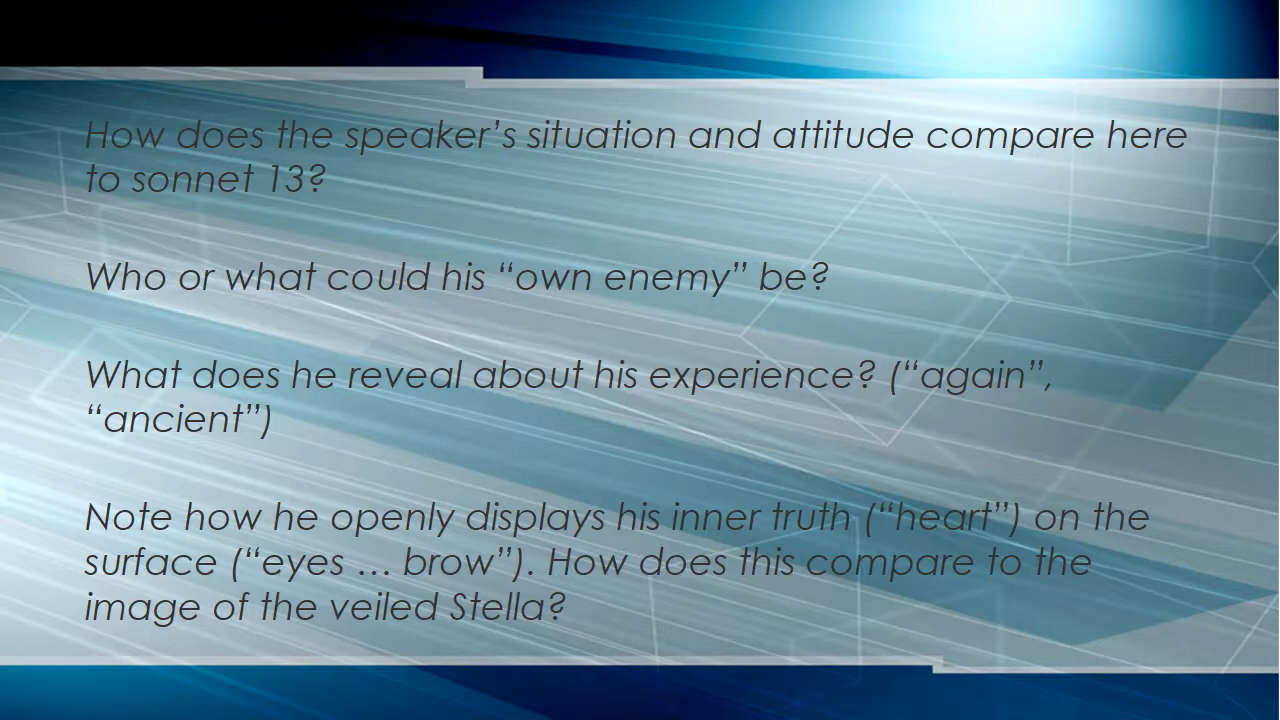 How does the speaker’s situation and attitude compare here
to sonnet 13?
Who or what could his “own enemy” be?
What does he reveal about his experience? (“again”,
“ancient”)
Note how he openly displays his inner truth (“heart”) on the
surface (“eyes … brow”). How does this compare to the
image of the veiled Stella?